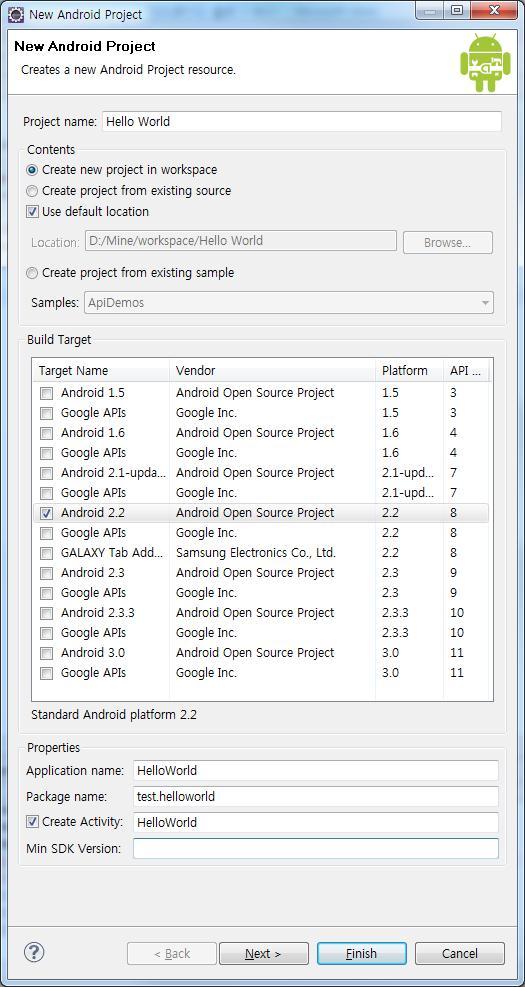 New Android Project
New Android Project
Creates a new Android Project resource.
Project name: Hello World
Contents
Create new project in workspace
Create project from existing source
Use default location
Location: D:/Mine/workspace/Hello World Browse...
Create project from existing sample
Samples: ApiDemos
Build Target
Target Name Vendor Platform API ...
Android 1.5 Android Open Source Project 1.5 3
Google APIs Google Inc. 1.5 3
Android 1.6 Android Open Source Project 1.6 4
Google APIs Google Inc. 1.6 4
Android 2.1-upda... Android Open Source Project 2.1-upd... 7
Google APIs Google Inc. 2.1-upd... 7
Android 2.2 Android Open Source Project 2.2 8
Google APIs Google Inc. 2.2 8
GALAXY Tab Add... Samsung Electronics Co., Ltd. 2.2 8
Android 2.3 Android Open Source Project 2.3 9
Google APIs Google Inc. 2.3 9
Android 2.3.3 Android Open Source Project 2.3.3 10
Google APIs Google Inc. 2.3.3 10
Android 3.0 Android Open Source Project 3.0 11
Google APIs Google Inc. 3.0 11
Standard Android platform 2.2
Properties
Application name: HelloWorld
Package name: test.helloworld
Create Activity: HelloWorld
Min SDK Version:
? < Back Next > Finish Cancel